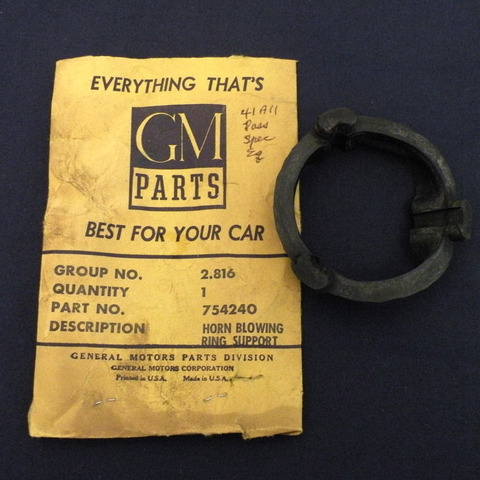 EVERYTHING THAT'S
GM
PARTS
41 All
Pass
Spec
Eq
BEST FOR YOUR CAR
GROUP NO. 2.816
QUANTITY 1
PART NO. 754240
DESCRIPTION HORN BLOWING
RING SUPPORT
GENERAL MOTORS PARTS DIVISION
GENERAL MOTORS CORPORATION
Printed in U.S.A. Made in U.S.A.